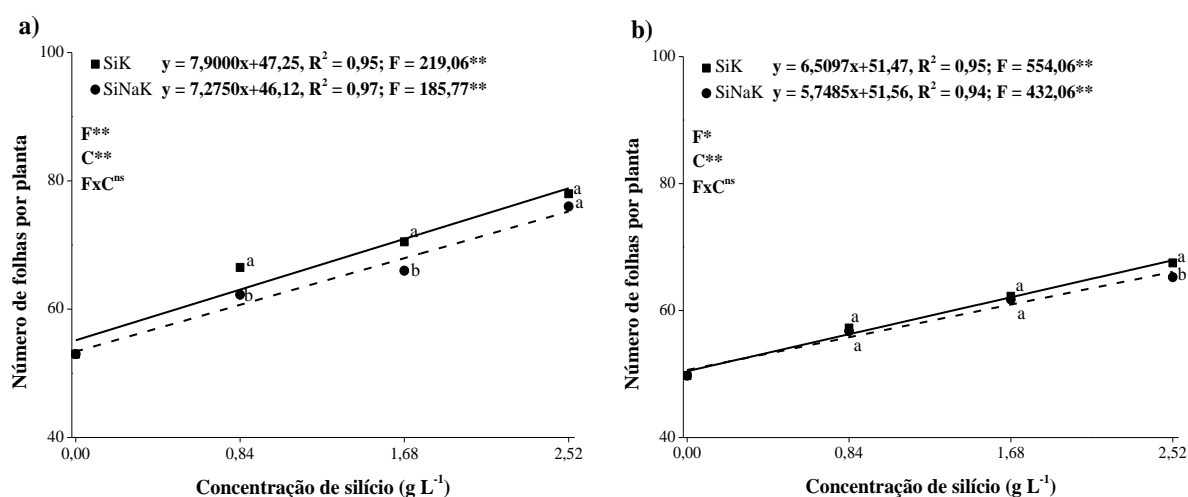 a)
100
80
60
40
Número de folhas por planta
SiK y = 7,9000x+47,25, R² = 0,95; F = 219,06**
SiNaK y = 7,2750x+46,12, R² = 0,97; F = 185,77**
F**
C**
FxCⁿˢ
a
b
a
b
a
a
0,00
0,84
1,68
2,52
Concentração de silício (g L⁻¹)
b)
100
80
60
40
Número de folhas por planta
SiK y = 6,5097x+51,47, R² = 0,95; F = 554,06**
SiNaK y = 5,7485x+51,56, R² = 0,94; F = 432,06**
F*
C**
FxCⁿˢ
a
a
a
a
a
b
0,00
0,84
1,68
2,52
Concentração de silício (g L⁻¹)